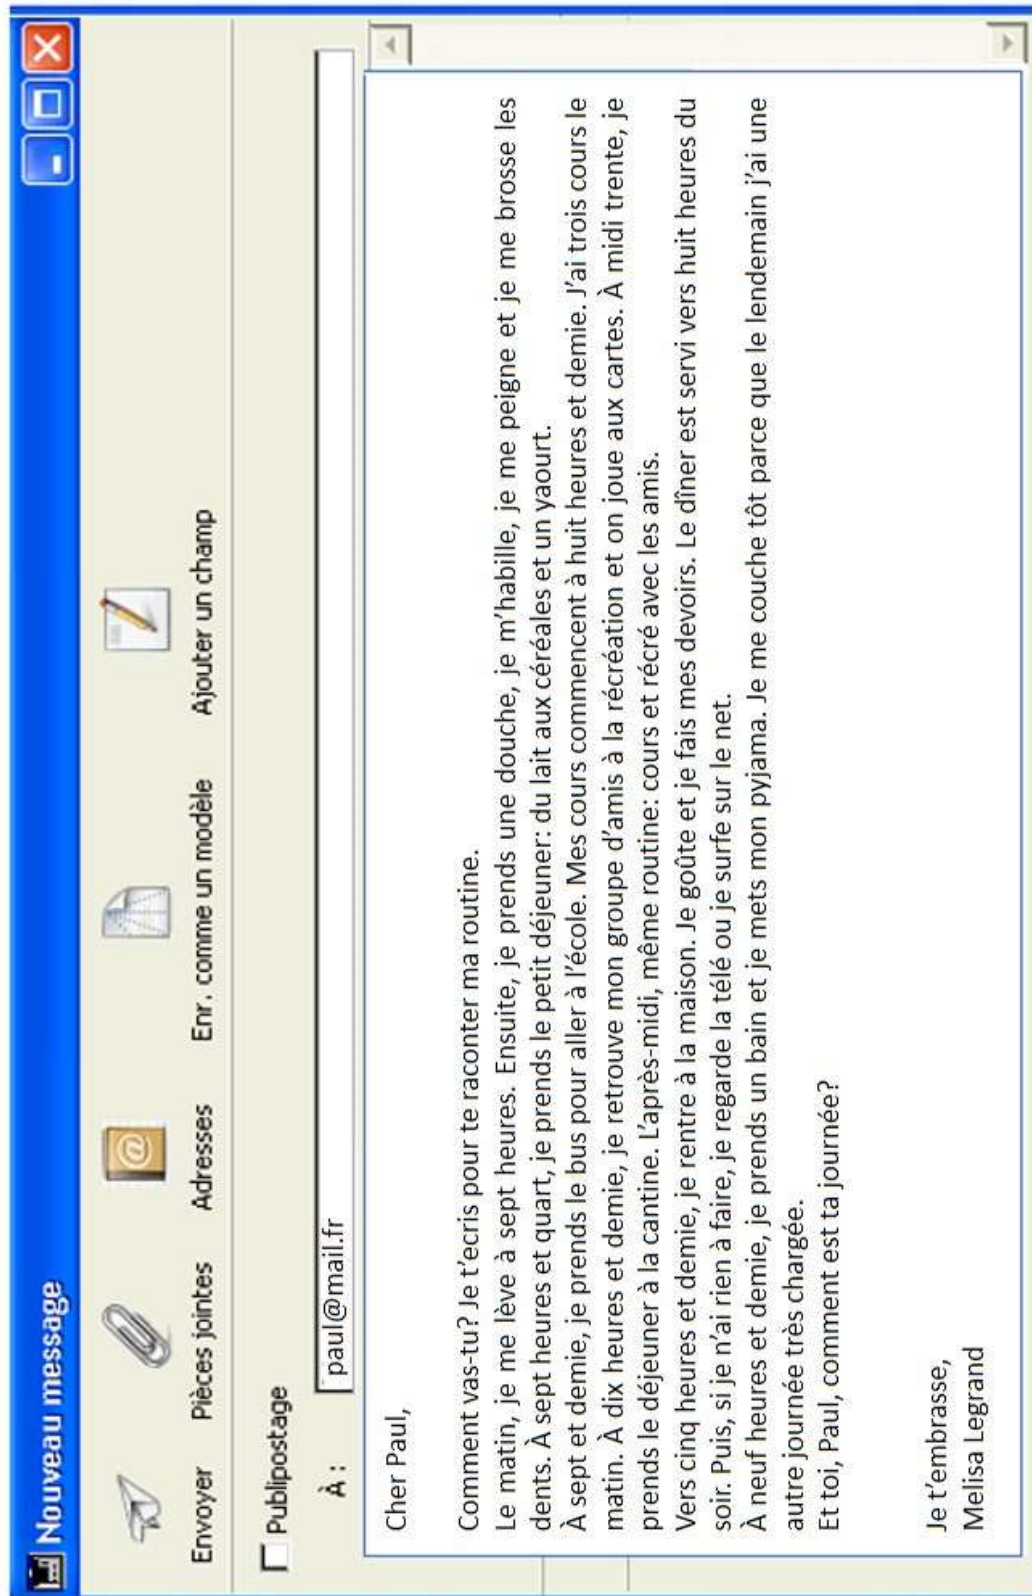 Nouveau message
Envoyer Pièces jointes Adresses Enr. comme un modèle Ajouter un champ
Publipostage
À : paul@mail.fr
Cher Paul,
Comment vas-tu? Je t'ecris pour te raconter ma routine.
Le matin, je me lève à sept heures. Ensuite, je prends une douche, je m'habille, je me peigne et je me brosse les
dents. À sept heures et quart, je prends le petit déjeuner: du lait aux céréales et un yaourt.
À sept et demie, je prends le bus pour aller à l'école. Mes cours commencent à huit heures et demie. J'ai trois cours le
matin. À dix heures et demie, je retrouve mon groupe d'amis à la récréation et on joue aux cartes. À midi trente, je
prends le déjeuner à la cantine. L'après-midi, même routine: cours et récré avec les amis.
Vers cinq heures et demie, je rentre à la maison. Je goûte et je fais mes devoirs. Le dîner est servi vers huit heures du
soir. Puis, si je n'ai rien à faire, je regarde la télé ou je surfe sur le net.
À neuf heures et demie, je prends un bain et je mets mon pyjama. Je me couche tôt parce que le lendemain j'ai une
autre journée très chargée.
Et toi, Paul, comment est ta journée?
Je t'embrasse,
Melisa Legrand